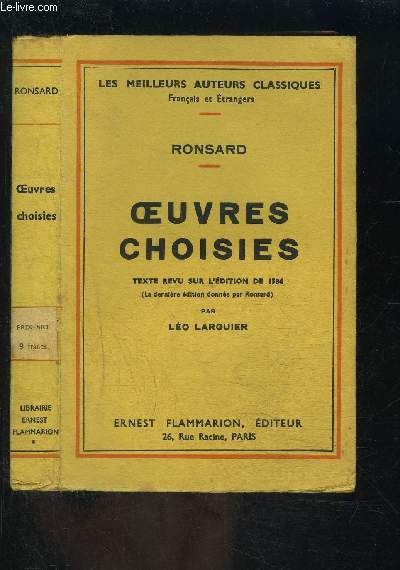 RONSARD
Œuvres
choisies
9 francs
LIBRAIRIE
ERNEST
FLAMMARION
LES MEILLEURS AUTEURS CLASSIQUES
Français et Étrangers
RONSARD
ŒUVRES
CHOISIES
TEXTE REVU SUR L'ÉDITION DE 1584
(La dernière édition donnée par Ronsard)
PAR
LÉO LARGUIER
ERNEST FLAMMARION, ÉDITEUR
26, Rue Racine, PARIS
le-livre.com